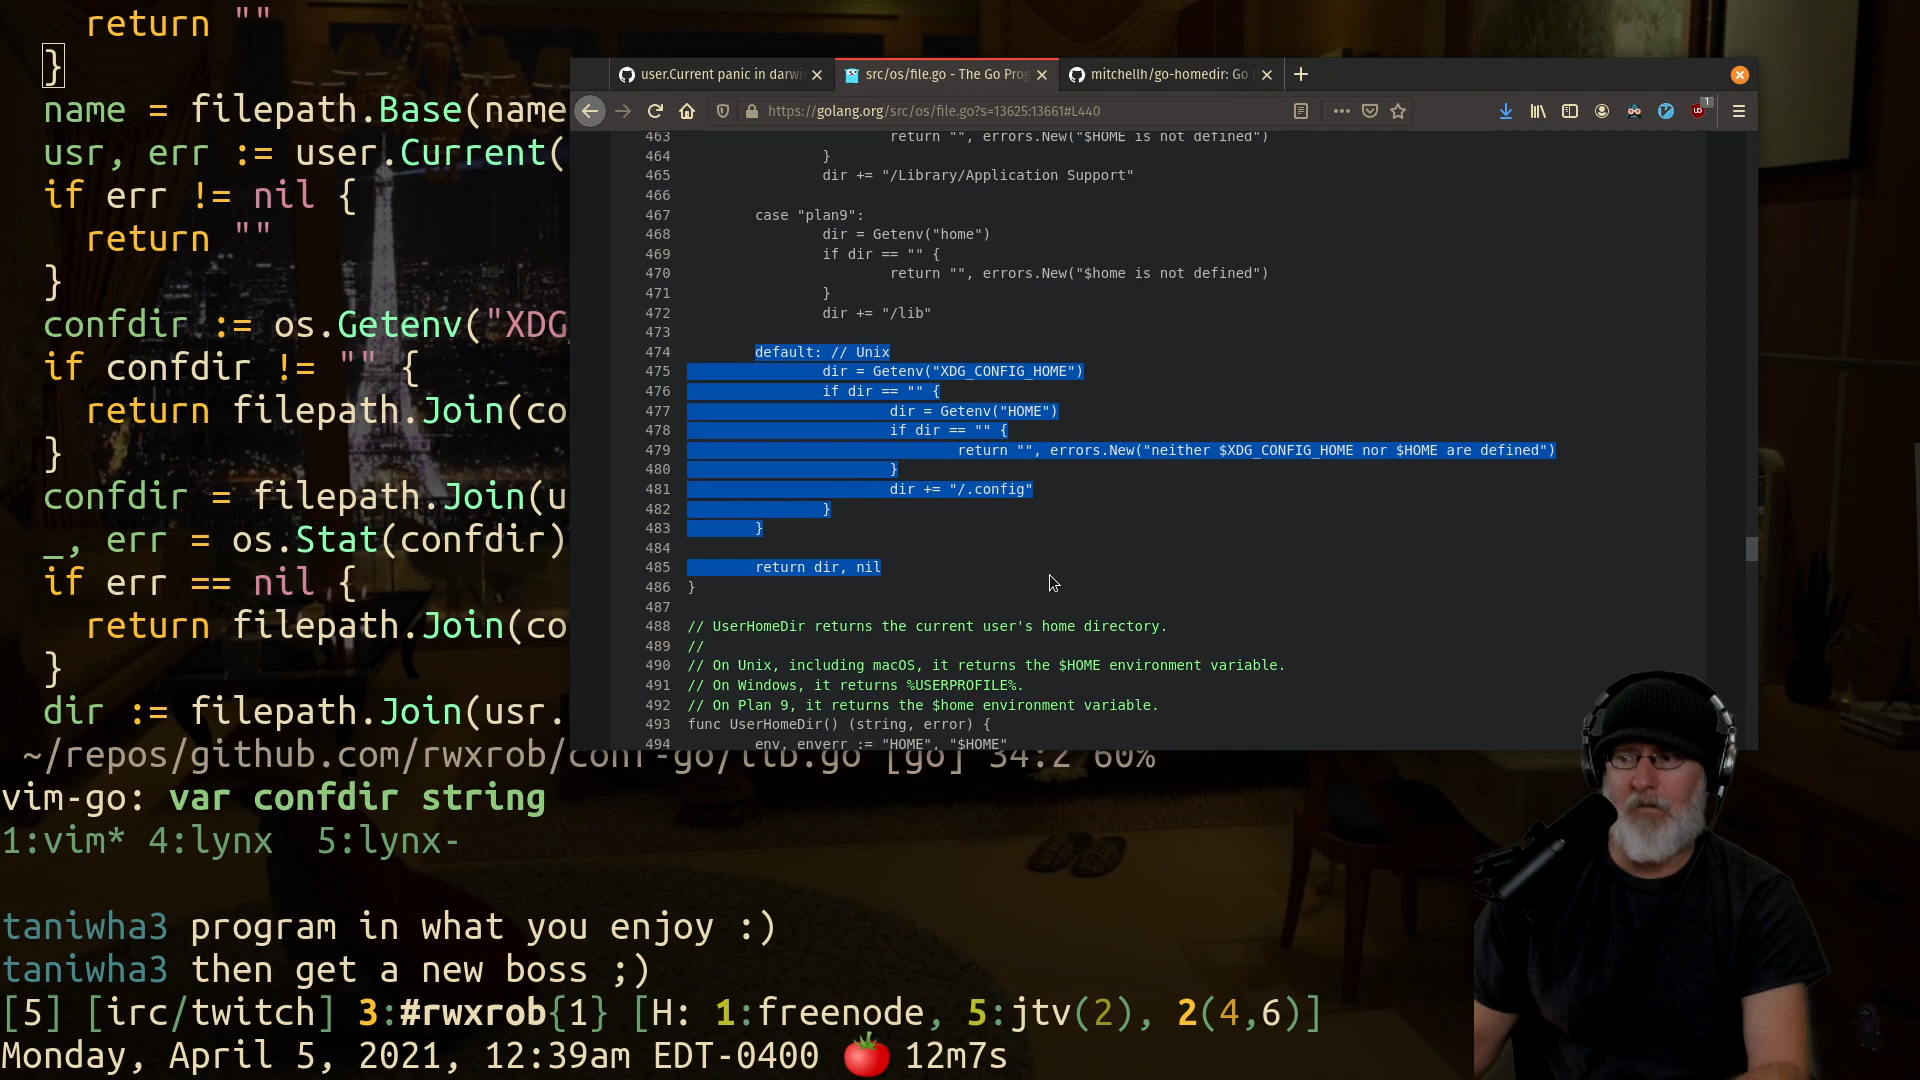 return ""
}
name = filepath.Base(name
usr, err := user.Current(
if err != nil {
return ""
}
confdir := os.Getenv("XDG_
if confdir != "" {
return filepath.Join(co
}
confdir = filepath.Join(u
_, err = os.Stat(confdir)
if err == nil {
return filepath.Join(co
}
dir := filepath.Join(usr.
~/repos/github.com/rwxrob/conf-go/lib.go [go] 34:2 60%
vim-go: var confdir string
1:vim* 4:lynx 5:lynx-
taniwha3 program in what you enjoy :)
taniwha3 then get a new boss ;)
[5] [irc/twitch] 3:#rwxrob{1} [H: 1:freenode, 5:jtv(2), 2(4,6)]
Monday, April 5, 2021, 12:39am EDT-0400 🍅 12m7s
user.Current panic in darwi
src/os/file.go - The Go Prog
mitchellh/go-homedir: Go
https://golang.org/src/os/file.go?s=13625:13661#L440
1
463 return "", errors.New("$HOME is not defined")
464 }
465 dir += "/Library/Application Support"
466
467 case "plan9":
468 dir = Getenv("home")
469 if dir == "" {
470 return "", errors.New("$home is not defined")
471 }
472 dir += "/lib"
473
474 default: // Unix
475 dir = Getenv("XDG_CONFIG_HOME")
476 if dir == "" {
477 dir = Getenv("HOME")
478 if dir == "" {
479 return "", errors.New("neither $XDG_CONFIG_HOME nor $HOME are defined")
480 }
481 dir += "/.config"
482 }
483 }
484
485 return dir, nil
486 }
487
488 // UserHomeDir returns the current user's home directory.
489 //
490 // On Unix, including macOS, it returns the $HOME environment variable.
491 // On Windows, it returns %USERPROFILE%.
492 // On Plan 9, it returns the $home environment variable.
493 func UserHomeDir() (string, error) {
494 env, enverr := "HOME", "$HOME"